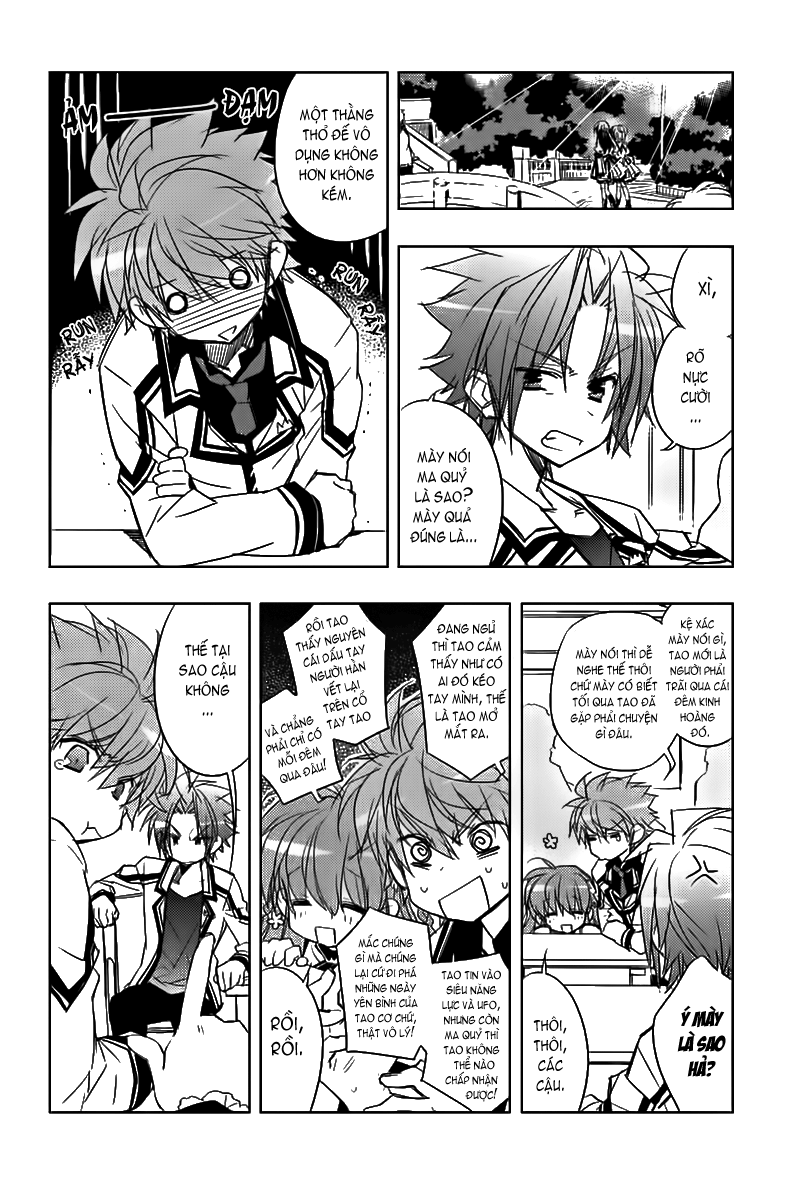 XÌ,
RÕ
NỰC
CƯỜI
...
MÀY NÓI
MA QUỶ
LÀ SAO?
MÀY QUẢ
ĐÚNG LÀ...
MỘT THẰNG
THỎ ĐẾ VÔ
DỤNG KHÔNG
HƠN KHÔNG
KÉM.
ẢM ĐẠM
RUN RẨY
RUN
RẨY
KỆ XÁC
MÀY NÓI GÌ,
TAO MỚI LÀ
NGƯỜI PHẢI
TRÃI QUA CÁI
ĐÊM KINH
HOÀNG
ĐÓ.
MÀY NÓI THÌ DỄ
NGHE THẾ THÔI
CHỨ MÀY CÓ BIẾT
TỐI QUA TAO ĐÃ
GẶP PHẢI CHUYỆN
GÌ ĐÂU.
Ý MÀY
LÀ SAO
HẢ?
THÔI,
THÔI,
CÁC
CẬU.
ĐANG NGỦ
THÌ TAO CẢM
THẤY NHƯ CÓ
AI ĐÓ KÉO
TAY MÌNH, THẾ
LÀ TAO MỞ
MẮT RA.
RỒI TAO
THẤY NGUYÊN
CÁI DẤU TAY
NGƯỜI HẰN
VẾT LẠI
TRÊN CỔ
TAY TAO
VÀ CHẲNG
PHẢI CHỈ CÓ
MỖI ĐÊM
QUA ĐÂU!
TAO TIN VÀO
SIÊU NĂNG
LỰC VÀ UFO,
NHƯNG CÒN
MA QUỶ THÌ
TAO KHÔNG
THỂ NÀO
CHẤP NHẬN
ĐƯỢC!
MẮC CHỨNG
GÌ MÀ CHÚNG
LẠI CỨ ĐI PHÁ
NHỮNG NGÀY
YÊN BÌNH CỦA
TAO CƠ CHỨ,
THẬT VÔ LÝ!
RỒI,
RỒI.
THẾ TẠI
SAO CẬU
KHÔNG
...